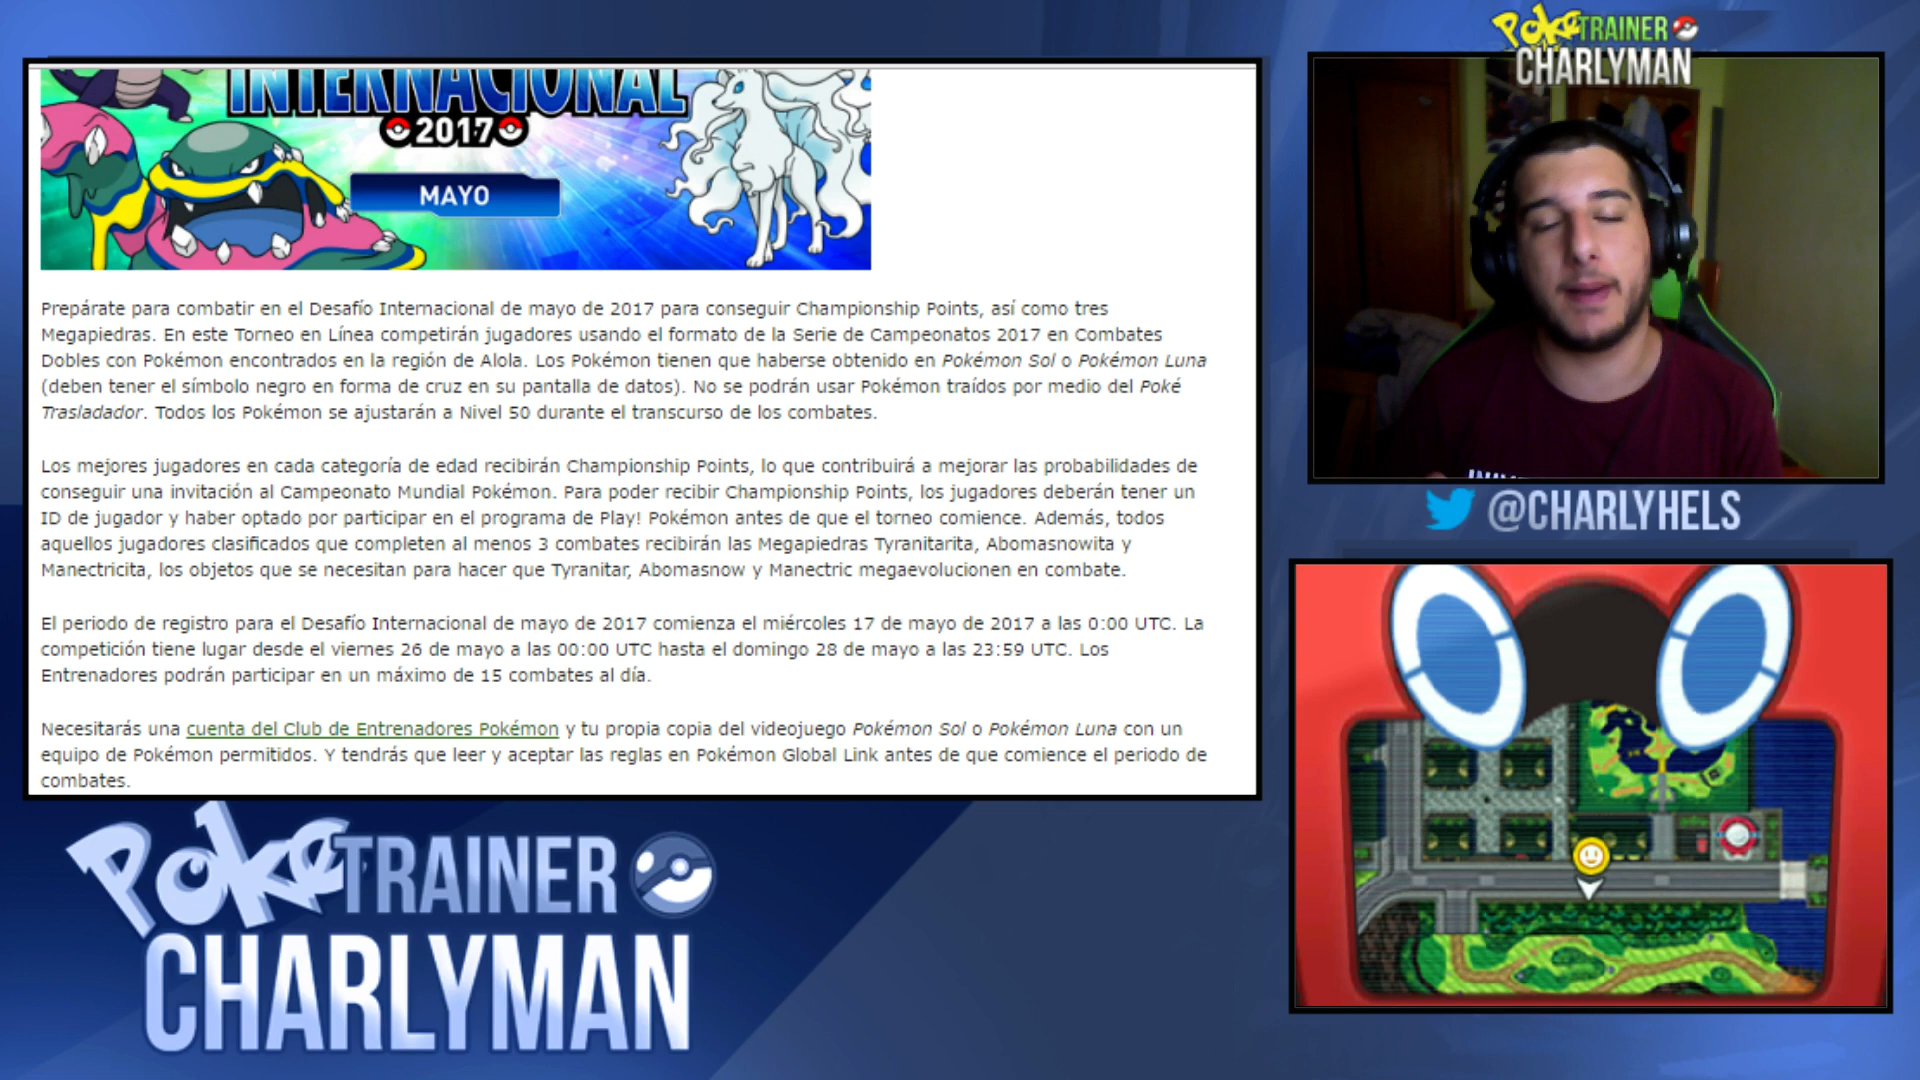 INTERNACIONAL
2017
MAYO
Prepárate para combatir en el Desafío Internacional de mayo de 2017 para conseguir Championship Points, así como tres
Megapiedras. En este Torneo en Línea competirán jugadores usando el formato de la Serie de Campeonatos 2017 en Combates
Dobles con Pokémon encontrados en la región de Alola. Los Pokémon tienen que haberse obtenido en Pokémon Sol o Pokémon Luna
(deben tener el símbolo negro en forma de cruz en su pantalla de datos). No se podrán usar Pokémon traídos por medio del Poké
Trasladador. Todos los Pokémon se ajustarán a Nivel 50 durante el transcurso de los combates.
Los mejores jugadores en cada categoría de edad recibirán Championship Points, lo que contribuirá a mejorar las probabilidades de
conseguir una invitación al Campeonato Mundial Pokémon. Para poder recibir Championship Points, los jugadores deberán tener un
ID de jugador y haber optado por participar en el programa de Play! Pokémon antes de que el torneo comience. Además, todos
aquellos jugadores clasificados que completen al menos 3 combates recibirán las Megapiedras Tyranitarita, Abomasnowita y
Manectricita, los objetos que se necesitan para hacer que Tyranitar, Abomasnow y Manectric megaevolucionen en combate.
El periodo de registro para el Desafío Internacional de mayo de 2017 comienza el miércoles 17 de mayo de 2017 a las 0:00 UTC. La
competición tiene lugar desde el viernes 26 de mayo a las 00:00 UTC hasta el domingo 28 de mayo a las 23:59 UTC. Los
Entrenadores podrán participar en un máximo de 15 combates al día.
Necesitarás una cuenta del Club de Entrenadores Pokémon y tu propia copia del videojuego Pokémon Sol o Pokémon Luna con un
equipo de Pokémon permitidos. Y tendrás que leer y aceptar las reglas en Pokémon Global Link antes de que comience el periodo de
combates.
PokeTRAINER
CHARLYMAN
PokeTRAINER
CHARLYMAN
@CHARLYHELS